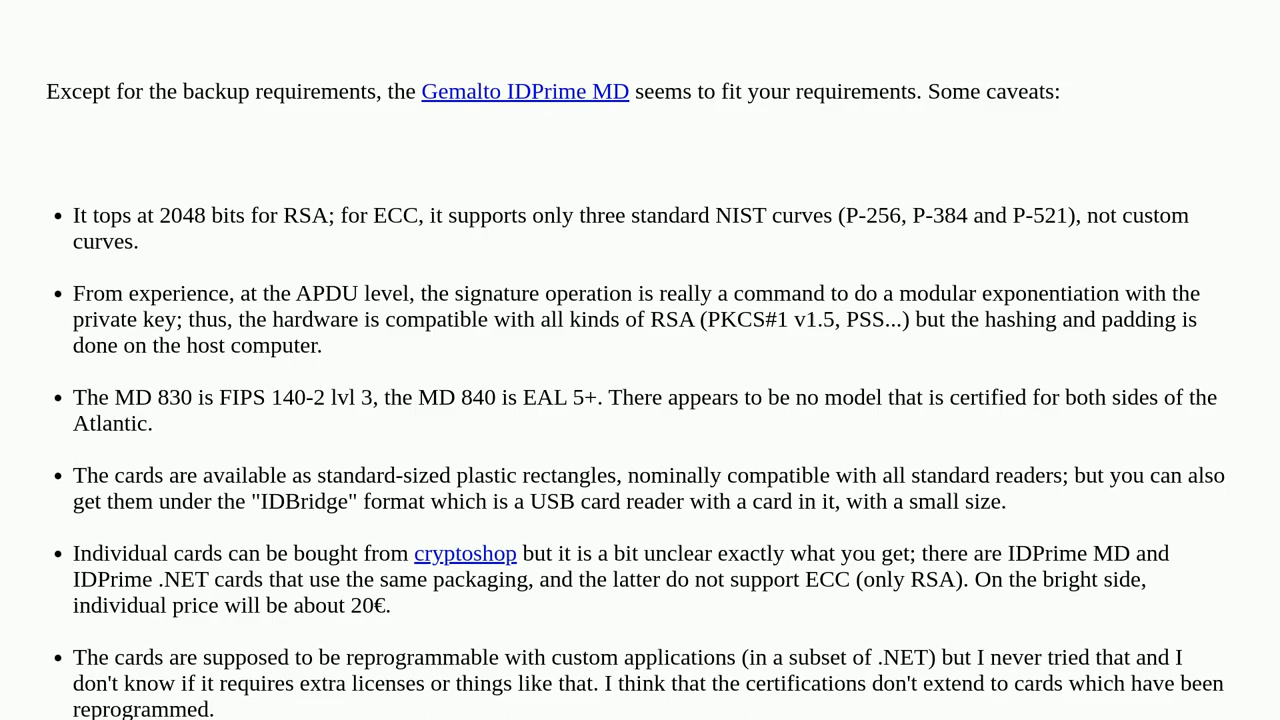 Except for the backup requirements, the Gemalto IDPrime MD seems to fit your requirements. Some caveats:
• It tops at 2048 bits for RSA; for ECC, it supports only three standard NIST curves (P-256, P-384 and P-521), not custom
curves.
• From experience, at the APDU level, the signature operation is really a command to do a modular exponentiation with the
private key; thus, the hardware is compatible with all kinds of RSA (PKCS#1 v1.5, PSS...) but the hashing and padding is
done on the host computer.
• The MD 830 is FIPS 140-2 lvl 3, the MD 840 is EAL 5+. There appears to be no model that is certified for both sides of the
Atlantic.
• The cards are available as standard-sized plastic rectangles, nominally compatible with all standard readers; but you can also
get them under the "IDBridge" format which is a USB card reader with a card in it, with a small size.
• Individual cards can be bought from cryptoshop but it is a bit unclear exactly what you get; there are IDPrime MD and
IDPrime .NET cards that use the same packaging, and the latter do not support ECC (only RSA). On the bright side,
individual price will be about 20€.
• The cards are supposed to be reprogrammable with custom applications (in a subset of .NET) but I never tried that and I
don't know if it requires extra licenses or things like that. I think that the certifications don't extend to cards which have been
reprogrammed.